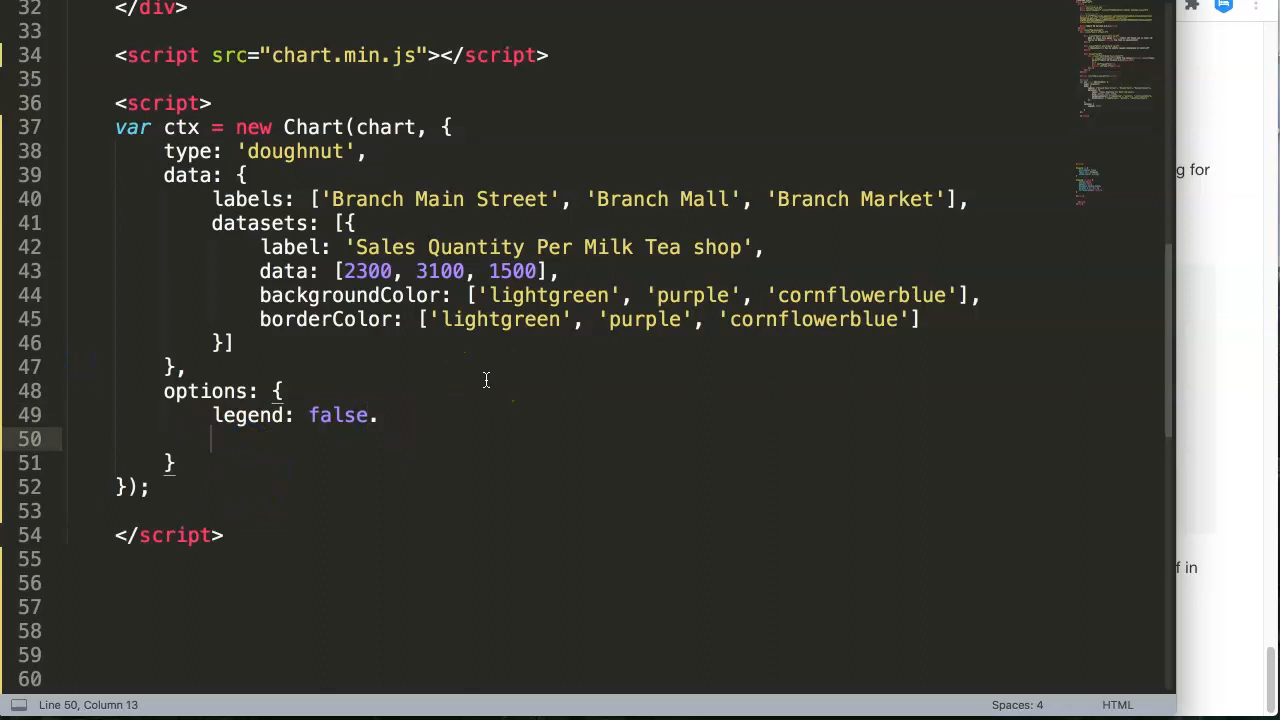 32 </div>
33
34 <script src="chart.min.js"></script>
35
36 <script>
37 var ctx = new Chart(chart, {
38 type: 'doughnut',
39 data: {
40 labels: ['Branch Main Street', 'Branch Mall', 'Branch Market'],
41 datasets: [{
42 label: 'Sales Quantity Per Milk Tea shop',
43 data: [2300, 3100, 1500],
44 backgroundColor: ['lightgreen', 'purple', 'cornflowerblue'],
45 borderColor: ['lightgreen', 'purple', 'cornflowerblue']
46 }]
47 },
48 options: {
49 legend: false.
50
51 }
52 });
53
54 </script>
55
56
57
58
59
60
g for
f in
Line 50, Column 13
Spaces: 4
HTML